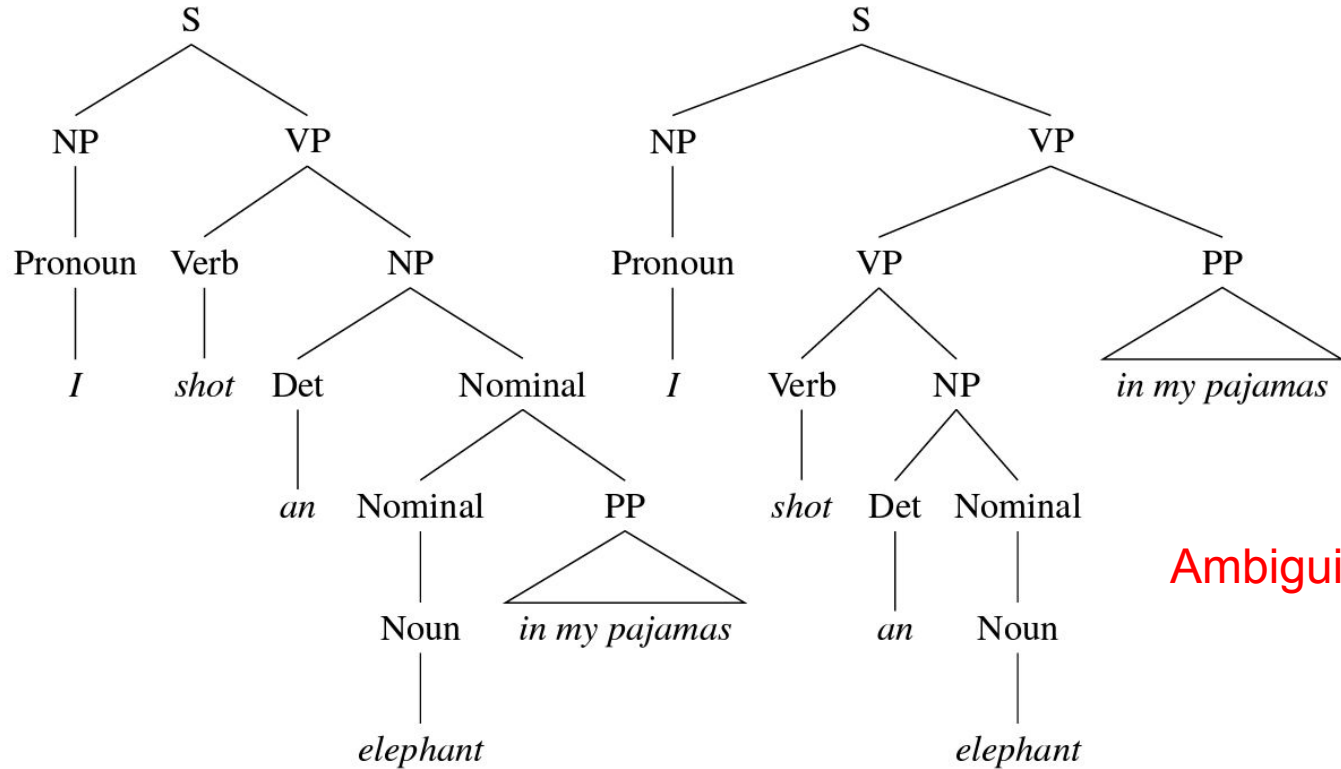 S S
NP VP NP VP
Pronoun Verb NP Pronoun VP PP
I shot Det Nominal I Verb NP in my pajamas
an Nominal PP shot Det Nominal
Ambigui
Noun in my pajamas an Noun
elephant elephant